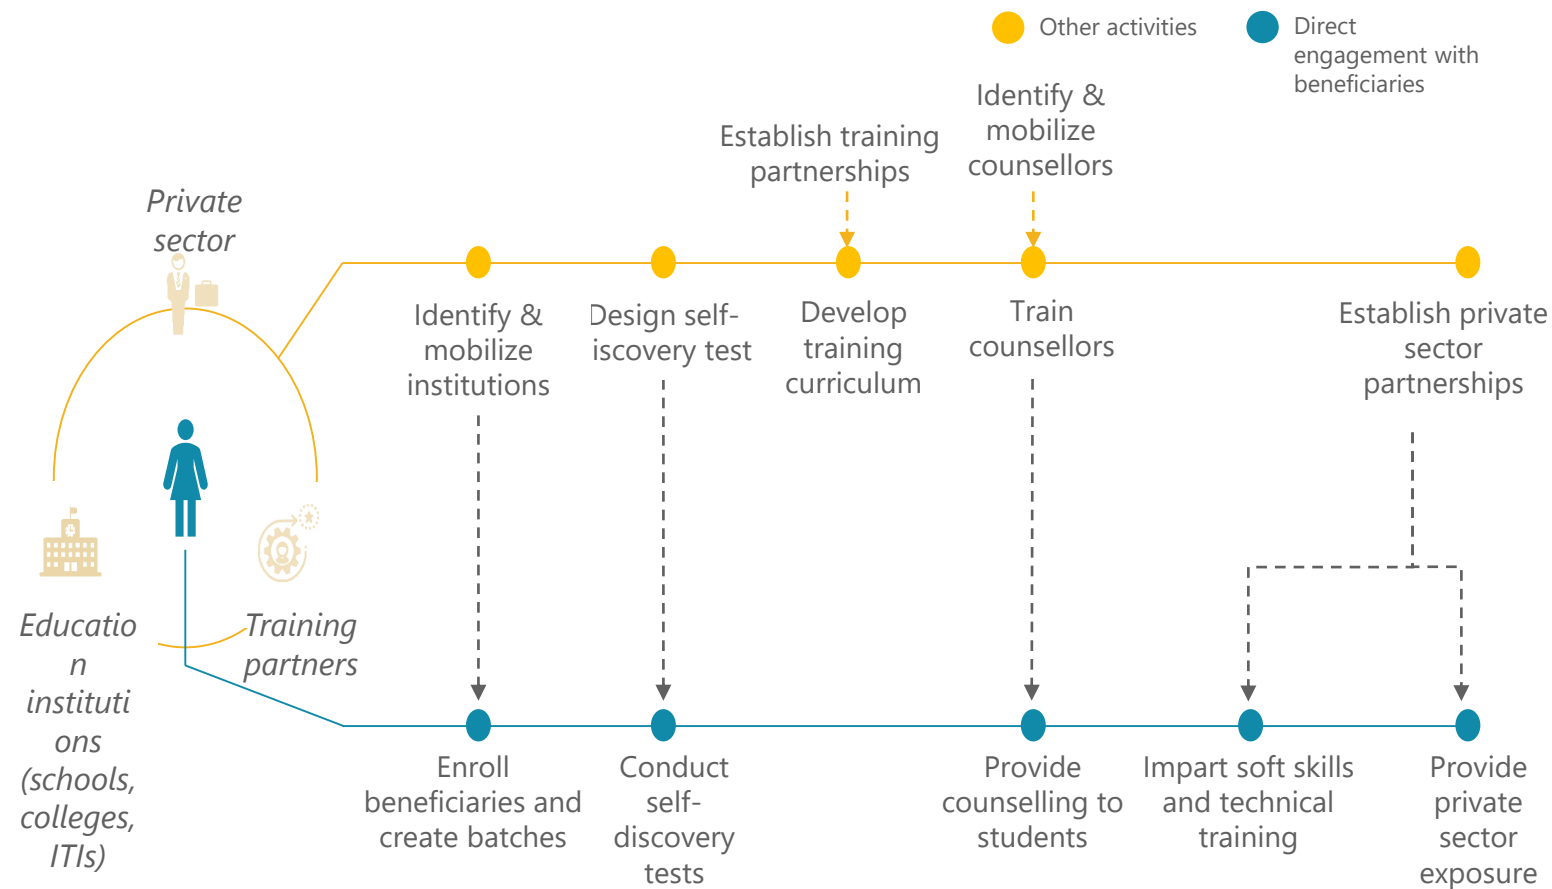 Other activities
Direct
engagement with
beneficiaries
Identify &
mobilize
counsellors
Establish training
partnerships
Private
sector
Identify &
mobilize
institutions
Design self-
iscovery test
Develop
training
curriculum
Train
counsellors
Establish private
sector
partnerships
Educatio
n
instituti
ons
(schools,
colleges,
ITIs)
Training
partners
Enroll
beneficiaries and
create batches
Conduct
self-
discovery
tests
Provide
counselling to
students
Impart soft skills
and technical
training
Provide
private
sector
exposure